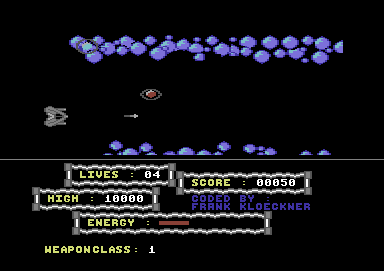 LIVES : 04
SCORE : 00050
HIGH : 10000
CODED BY :
FRANK KLOECKNER
ENERGY :
WEAPONCLASS: 1